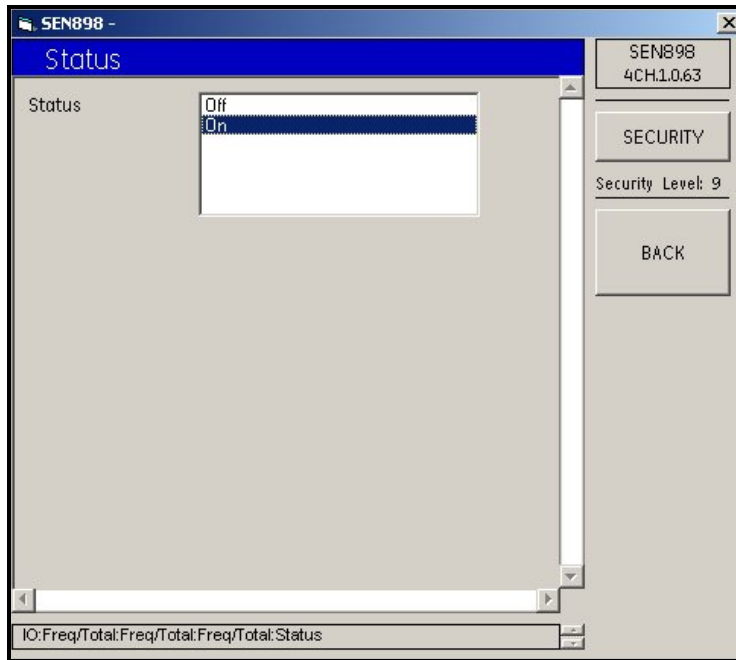 SEN898 -
Status
Status
Off
On
SEN898
4CH.1.0.63
SECURITY
Security Level: 9
BACK
IO:Freq/Total:Freq/Total:Freq/Total:Status